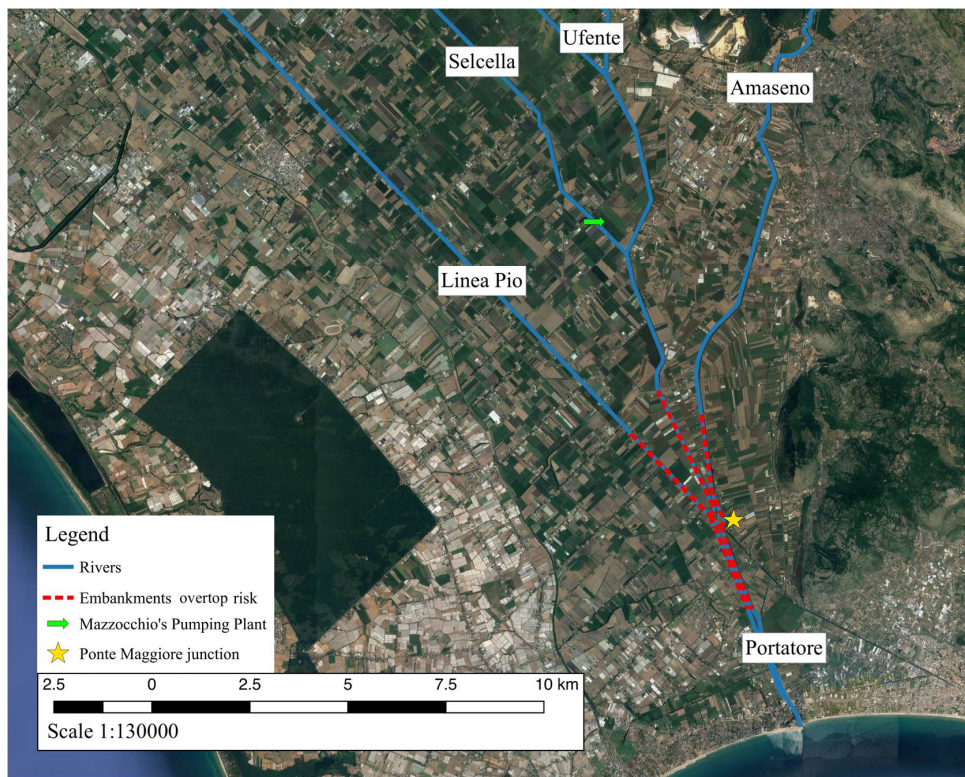 Ufente
Selcella
Amaseno
Linea Pio
Portatore
Legend
Rivers
Embankments overtop risk
Mazzocchio's Pumping Plant
Ponte Maggiore junction
2.5 0 2.5 5 7.5 10 km
Scale 1:130000